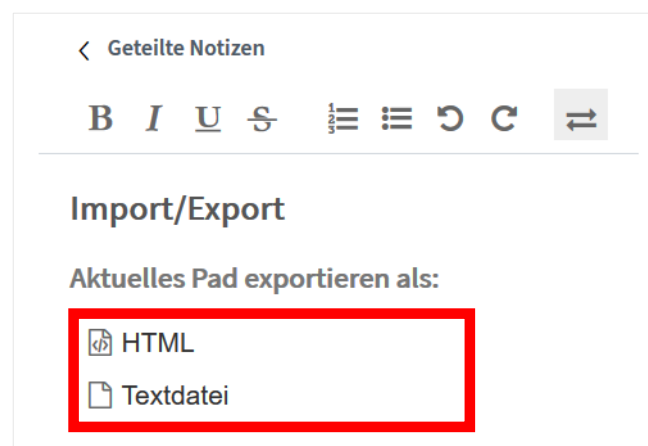 Geteilte Notizen
B I U S
Import/Export
Aktuelles Pad exportieren als:
HTML
Textdatei